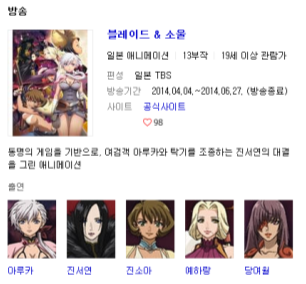 방송
블레이드 & 소울
일본 애니메이션 13부작 19세 이상 관람가
편성 일본 TBS
방송기간 2014.04.04.~2014.06.27. (방송종료)
사이트 공식사이트
98
동명의 게임을 기반으로, 여검객 아루카와 탁기를 조종하는 진서연의 대결
을 그린 애니메이션
출연
아루카 진서연 진소아 예하랑 당여월